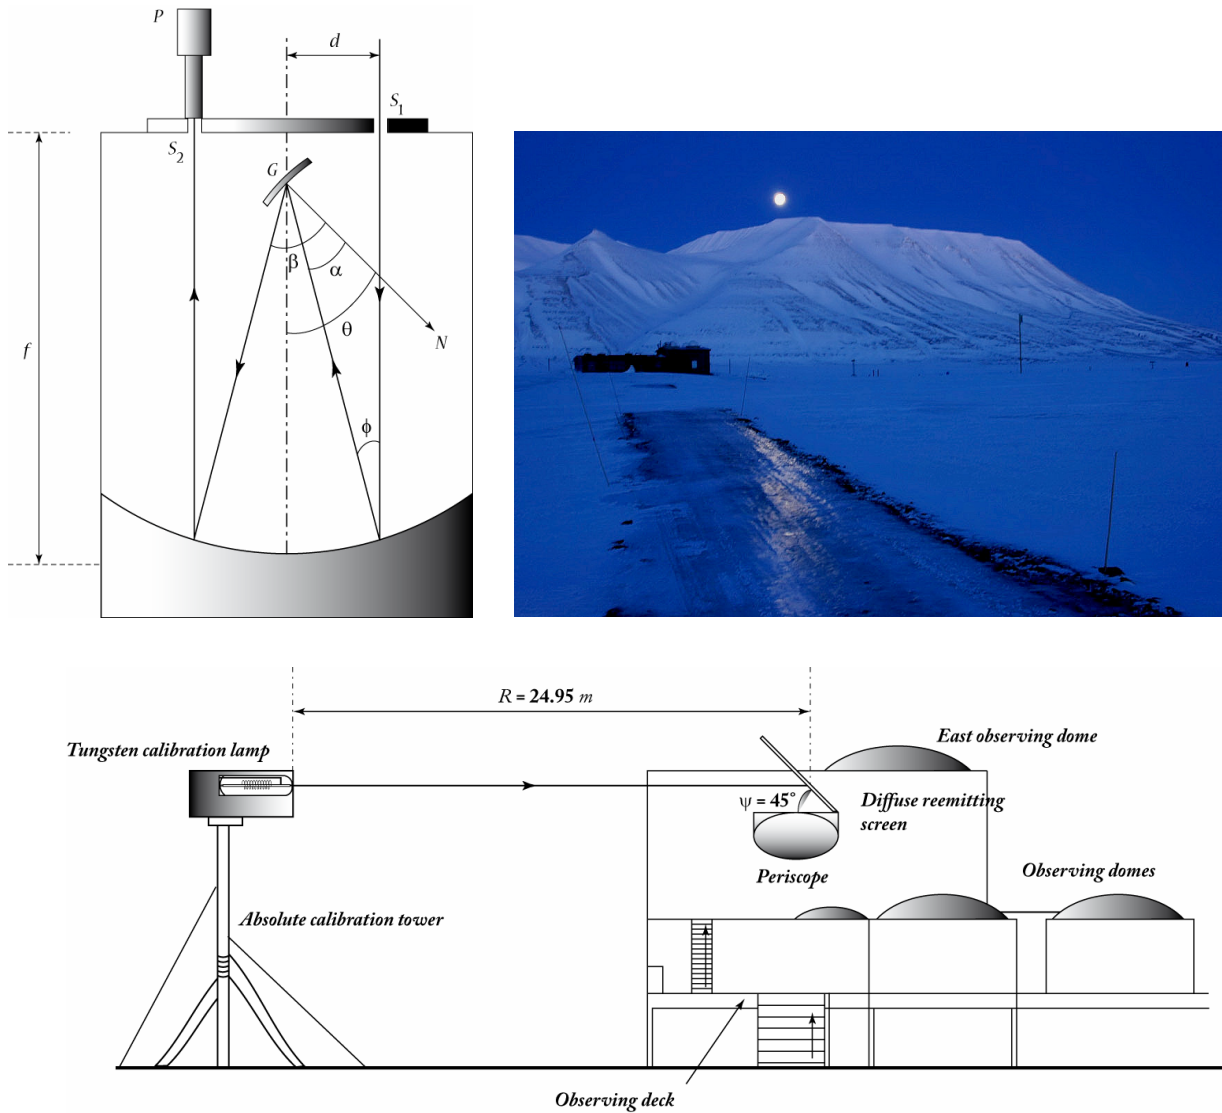 P
d
S1
S2
G
β
α
θ
N
f
ϕ
R = 24.95 m
Tungsten calibration lamp
East observing dome
ψ = 45°
Diffuse reemitting
screen
Periscope
Observing domes
Absolute calibration tower
Observing deck